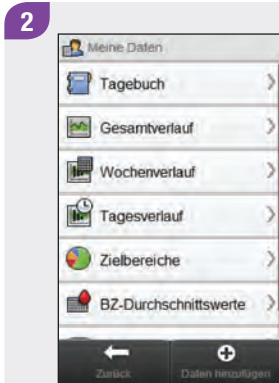 2
Meine Daten
Tagebuch
Gesamtverlauf
Wochenverlauf
Tagesverlauf
Zielbereiche
BZ-Durchschnittswerte
Zurück
Daten hinzufügen